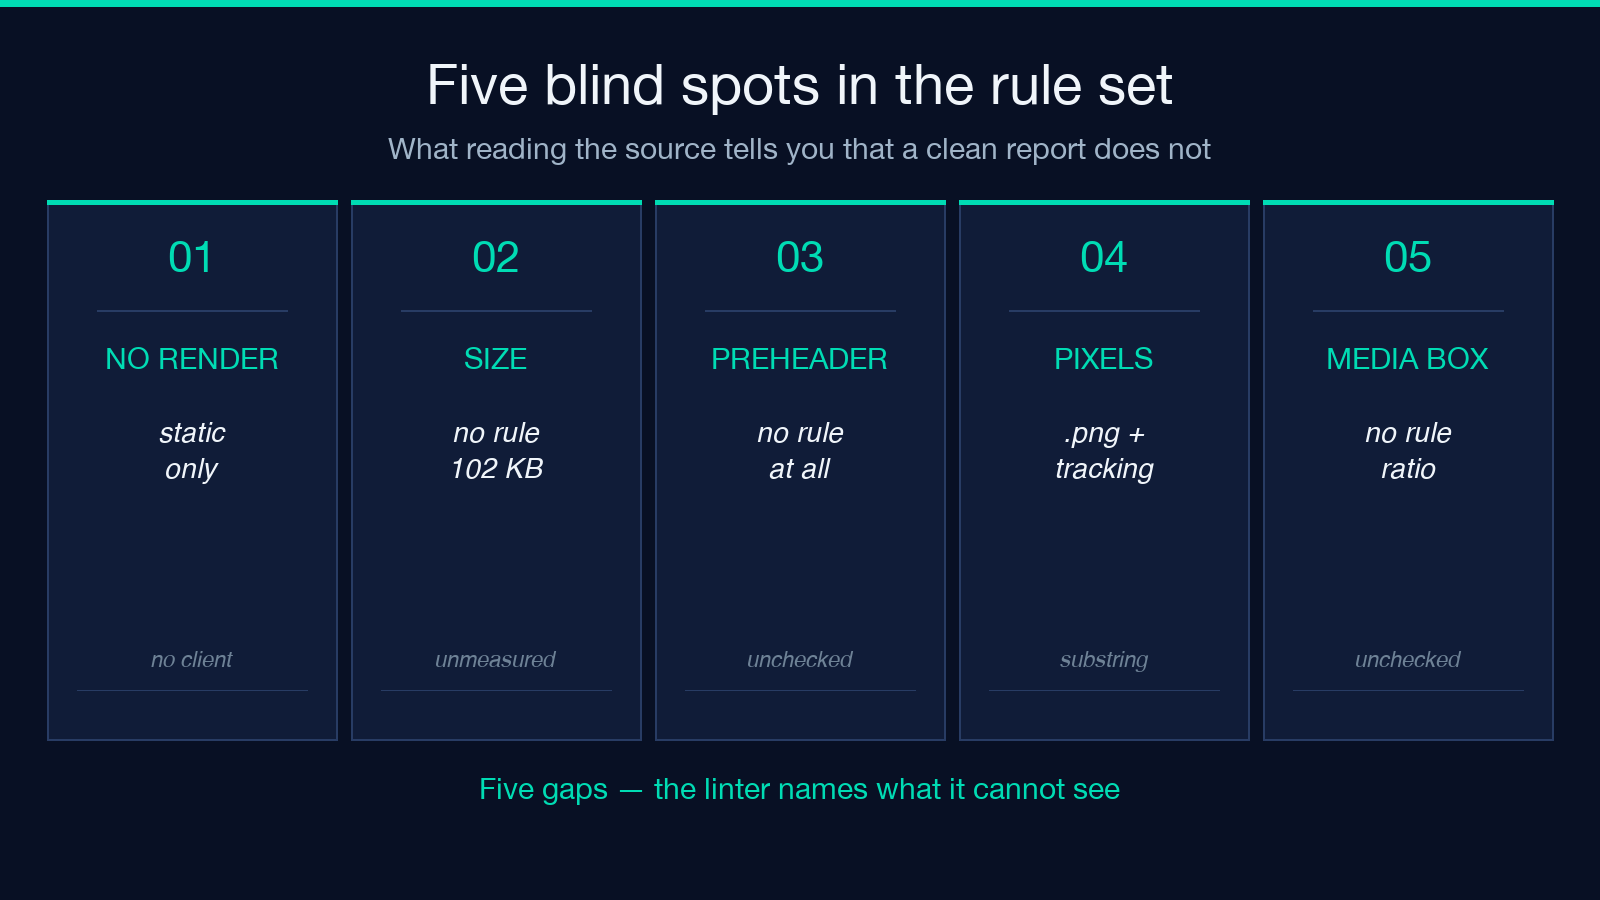 Five blind spots in the rule set
What reading the source tells you that a clean report does not
01
NO RENDER
static
only
no client
02
SIZE
no rule
102 KB
unmeasured
03
PREHEADER
no rule
at all
unchecked
04
PIXELS
.png +
tracking
substring
05
MEDIA BOX
no rule
ratio
unchecked
Five gaps — the linter names what it cannot see